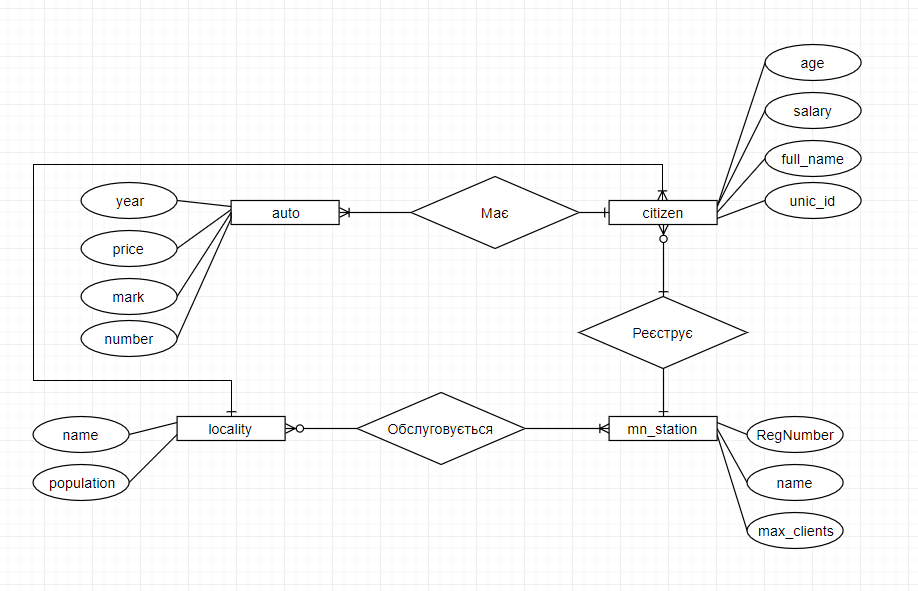 age
salary
full_name
unic_id
year
auto
Має
citizen
price
mark
number
Реєструє
name
locality
Обслуговується
mn_station
RegNumber
population
name
max_clients